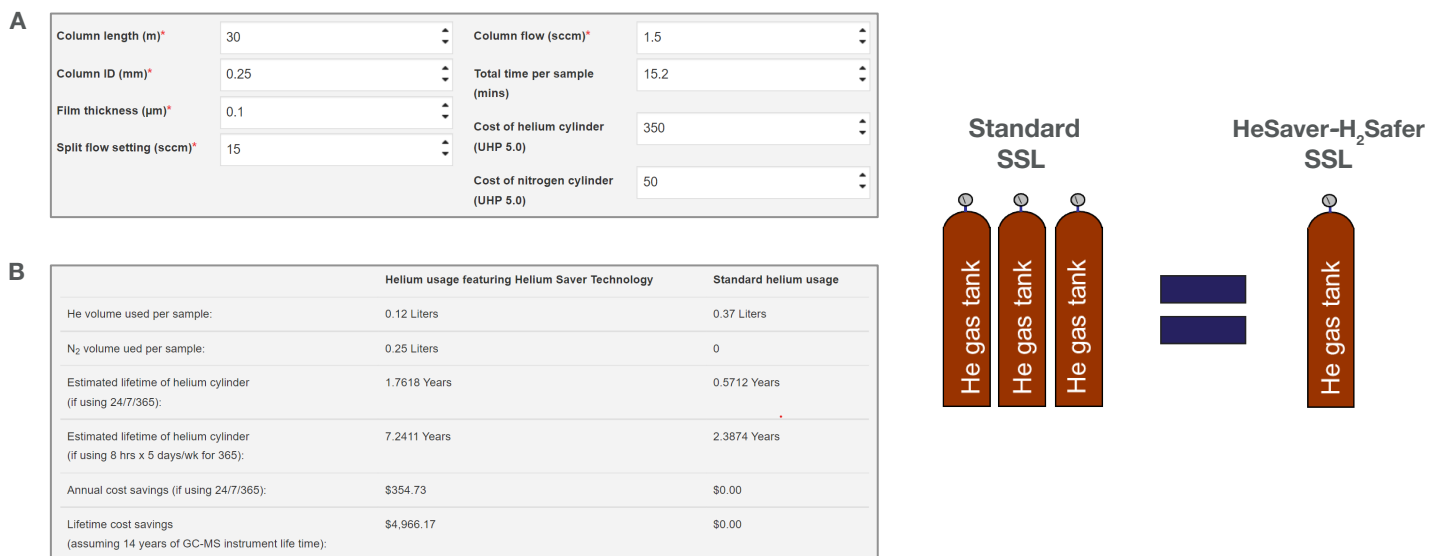 A
Column length (m)* 30 Column flow (sccm)* 1.5
Column ID (mm)* 0.25 Total time per sample
(mins) 15.2
Film thickness (µm)* 0.1
Cost of helium cylinder
(UHP 5.0) 350
Split flow setting (sccm)* 15
Cost of nitrogen cylinder
(UHP 5.0) 50
B
Helium usage featuring Helium Saver Technology Standard helium usage
He volume used per sample: 0.12 Liters 0.37 Liters
N2 volume ued per sample: 0.25 Liters 0
Estimated lifetime of helium cylinder
(if using 24/7/365): 1.7618 Years 0.5712 Years
Estimated lifetime of helium cylinder
(if using 8 hrs x 5 days/wk for 365): 7.2411 Years 2.3874 Years
Annual cost savings (if using 24/7/365): $354.73 $0.00
Lifetime cost savings
(assuming 14 years of GC-MS instrument life time): $4,966.17 $0.00
Standard
SSL
HeSaver-H2Safer
SSL
He gas tank
He gas tank
He gas tank
He gas tank